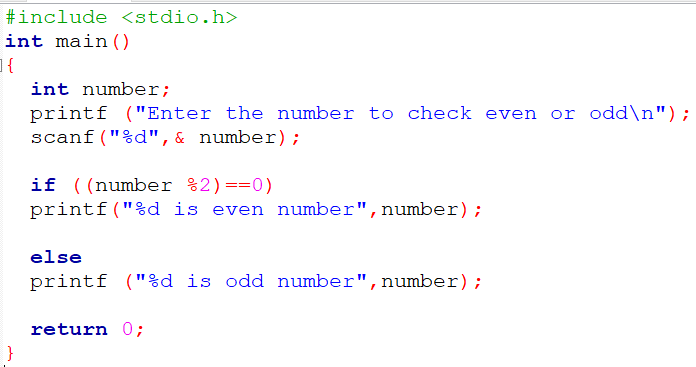 #include <stdio.h>
int main()
{
int number;
printf ("Enter the number to check even or odd\n");
scanf("%d",& number);
if ((number %2)==0)
printf("%d is even number",number);
else
printf ("%d is odd number",number);
return 0;
}